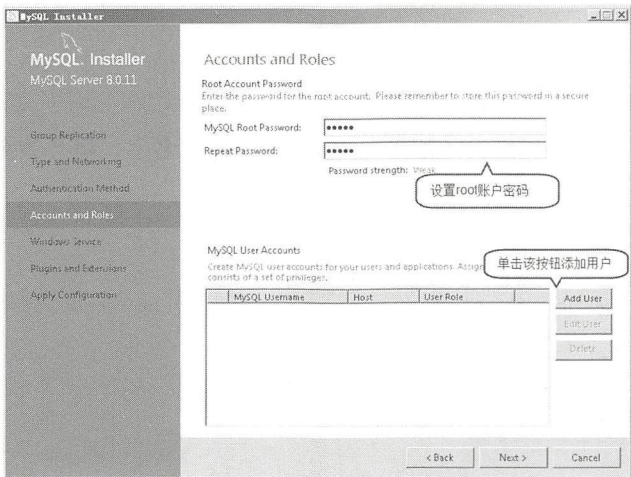 MySQL Installer
MySQL. Installer
MySQL Server 8.0.11
Group Replication
Type and Networking
Authentication Method
Accounts and Roles
Windows Service
Plugins and Extensions
Apply Configuration
Accounts and Roles
Root Account Password
Enter the password for the root account. Please remember to store this password in a secure
place.
MySQL Root Password:
Repeat Password:
Password strength: Weak
设置root账户密码
MySQL User Accounts
Create MySQL user accounts for your users and applications. Assign
consists of a set of privileges.
单击该按钮添加用户
MySQL Username Host User Role
Add User
Edit User
Delete
< Back Next > Cancel